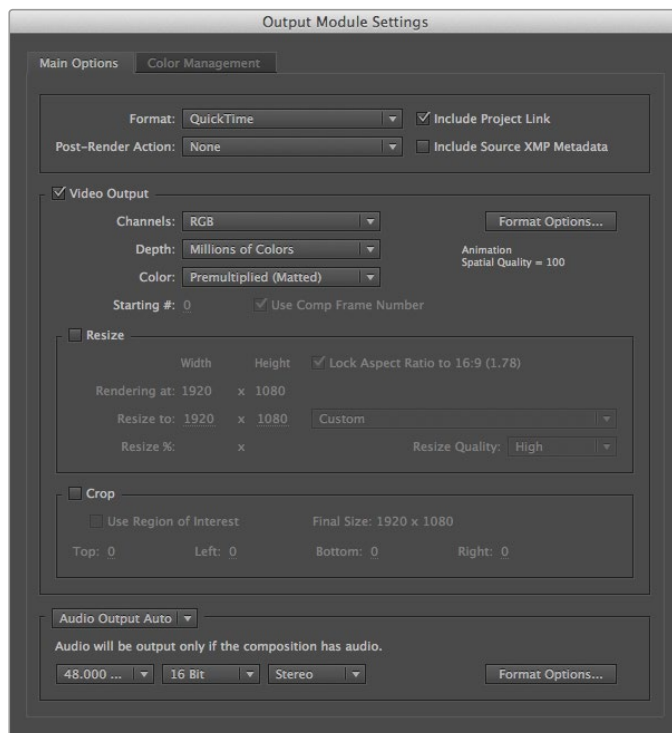 Output Module Settings
Main Options Color Management
Format: QuickTime Include Project Link
Post-Render Action: None Include Source XMP Metadata
Video Output
Channels: RGB Format Options...
Depth: Millions of Colors Animation
Spatial Quality = 100
Color: Premultiplied (Matted)
Starting #: 0 Use Comp Frame Number
Resize
Width Height Lock Aspect Ratio to 16:9 (1.78)
Rendering at: 1920 x 1080
Resize to: 1920 x 1080 Custom
Resize %: x Resize Quality: High
Crop
Use Region of Interest Final Size: 1920 x 1080
Top: 0 Left: 0 Bottom: 0 Right: 0
Audio Output Auto
Audio will be output only if the composition has audio.
48.000 ... 16 Bit Stereo Format Options...